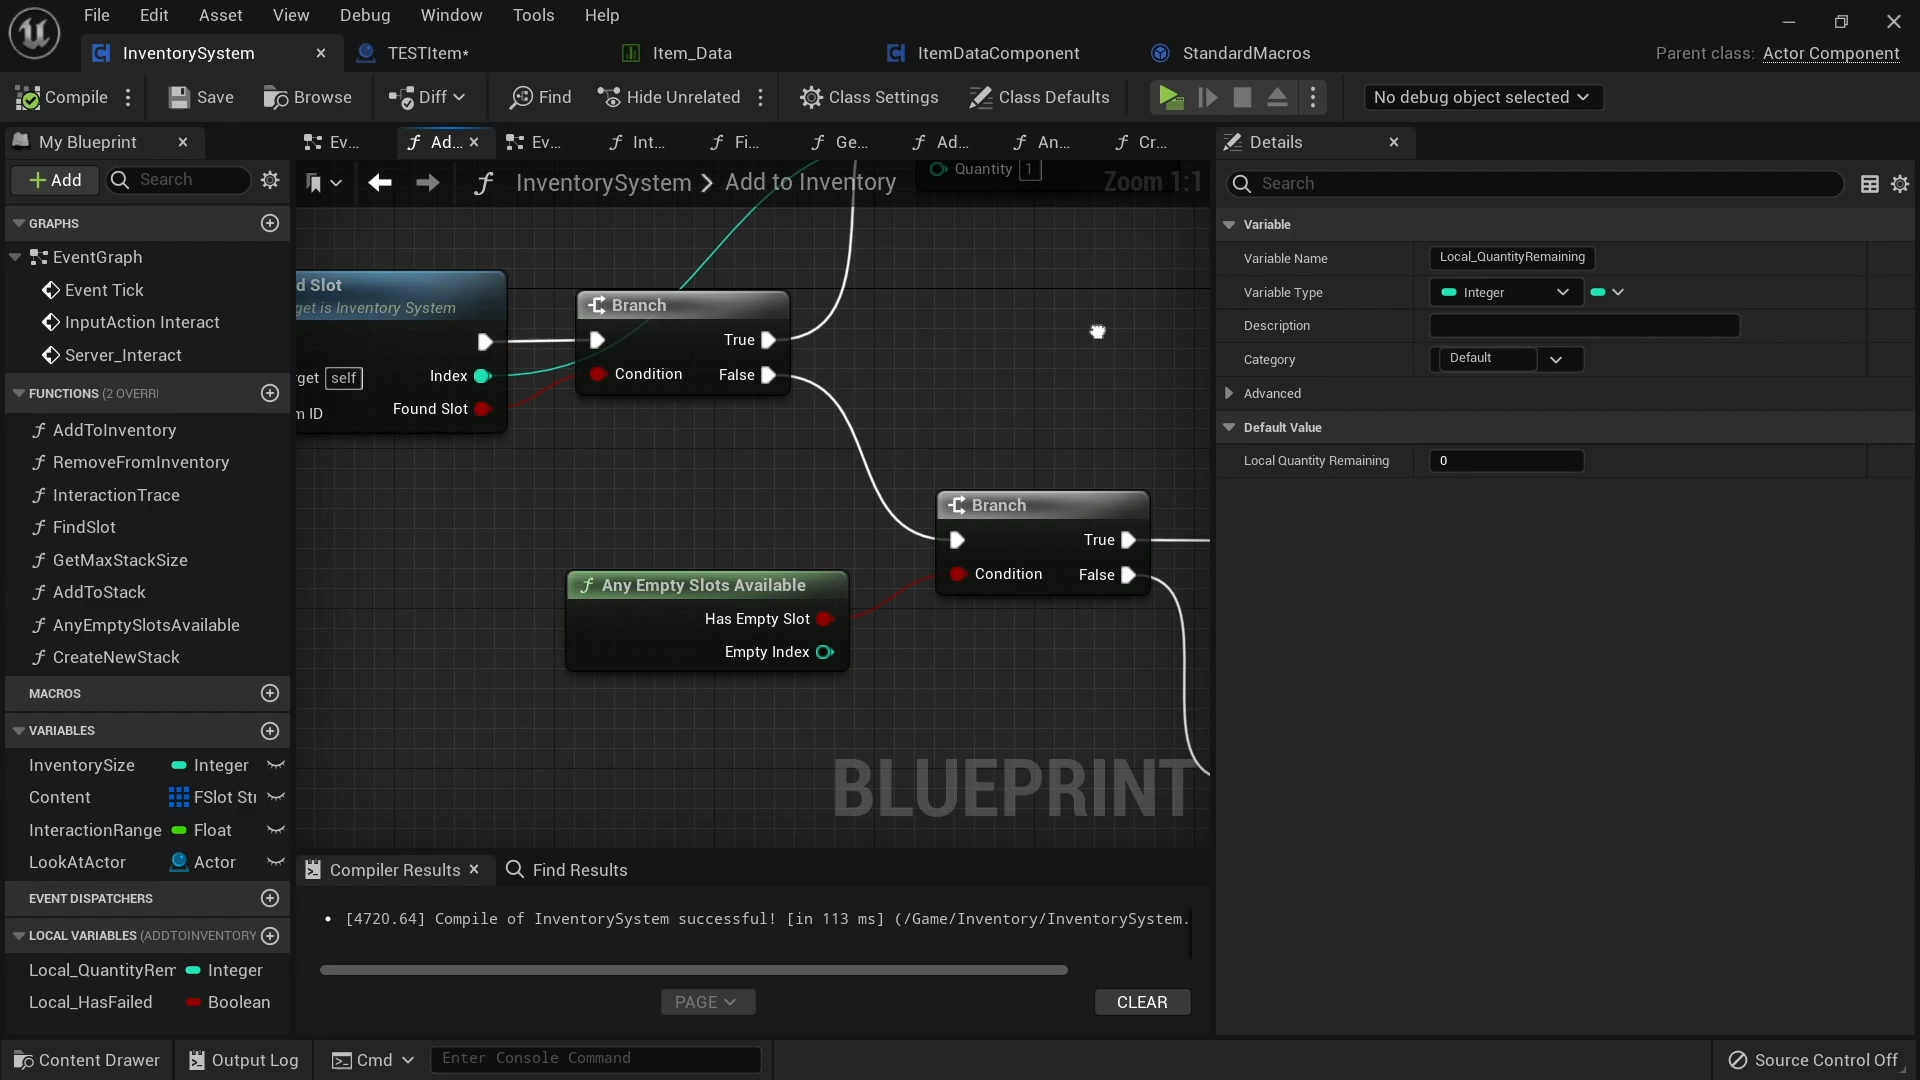 File Edit Asset View Debug Window Tools Help
InventorySystem TESTItem* Item_Data ItemDataComponent StandardMacros Parent class: Actor Component
Compile Save Browse Diff Find Hide Unrelated Class Settings Class Defaults No debug object selected
My Blueprint Ev... Ad... Ev... Int... Fi... Ge... Ad... An... Cr... Details
Add Search InventorySystem > Add to Inventory Zoom 1:1 Search
Quantity 1
GRAPHS
EventGraph
Event Tick
InputAction Interact
Server_Interact
FUNCTIONS (2 OVERRI
AddToInventory
RemoveFromInventory
InteractionTrace
FindSlot
GetMaxStackSize
AddToStack
AnyEmptySlotsAvailable
CreateNewStack
MACROS
VARIABLES
InventorySize Integer
Content FSlot Str
InteractionRange Float
LookAtActor Actor
EVENT DISPATCHERS
LOCAL VARIABLES (ADDTOINVENTORY
Local_QuantityRem Integer
Local_HasFailed Boolean
d Slot
get is Inventory System
get self Index
m ID Found Slot
Branch
True
Condition False
Branch
True
Condition False
Any Empty Slots Available
Has Empty Slot
Empty Index
BLUEPRINT
Variable
Variable Name Local_QuantityRemaining
Variable Type Integer
Description
Category Default
Advanced
Default Value
Local Quantity Remaining 0
Compiler Results Find Results
[4720.64] Compile of InventorySystem successful! [in 113 ms] (/Game/Inventory/InventorySystem.
PAGE CLEAR
Content Drawer Output Log Cmd Enter Console Command Source Control Off